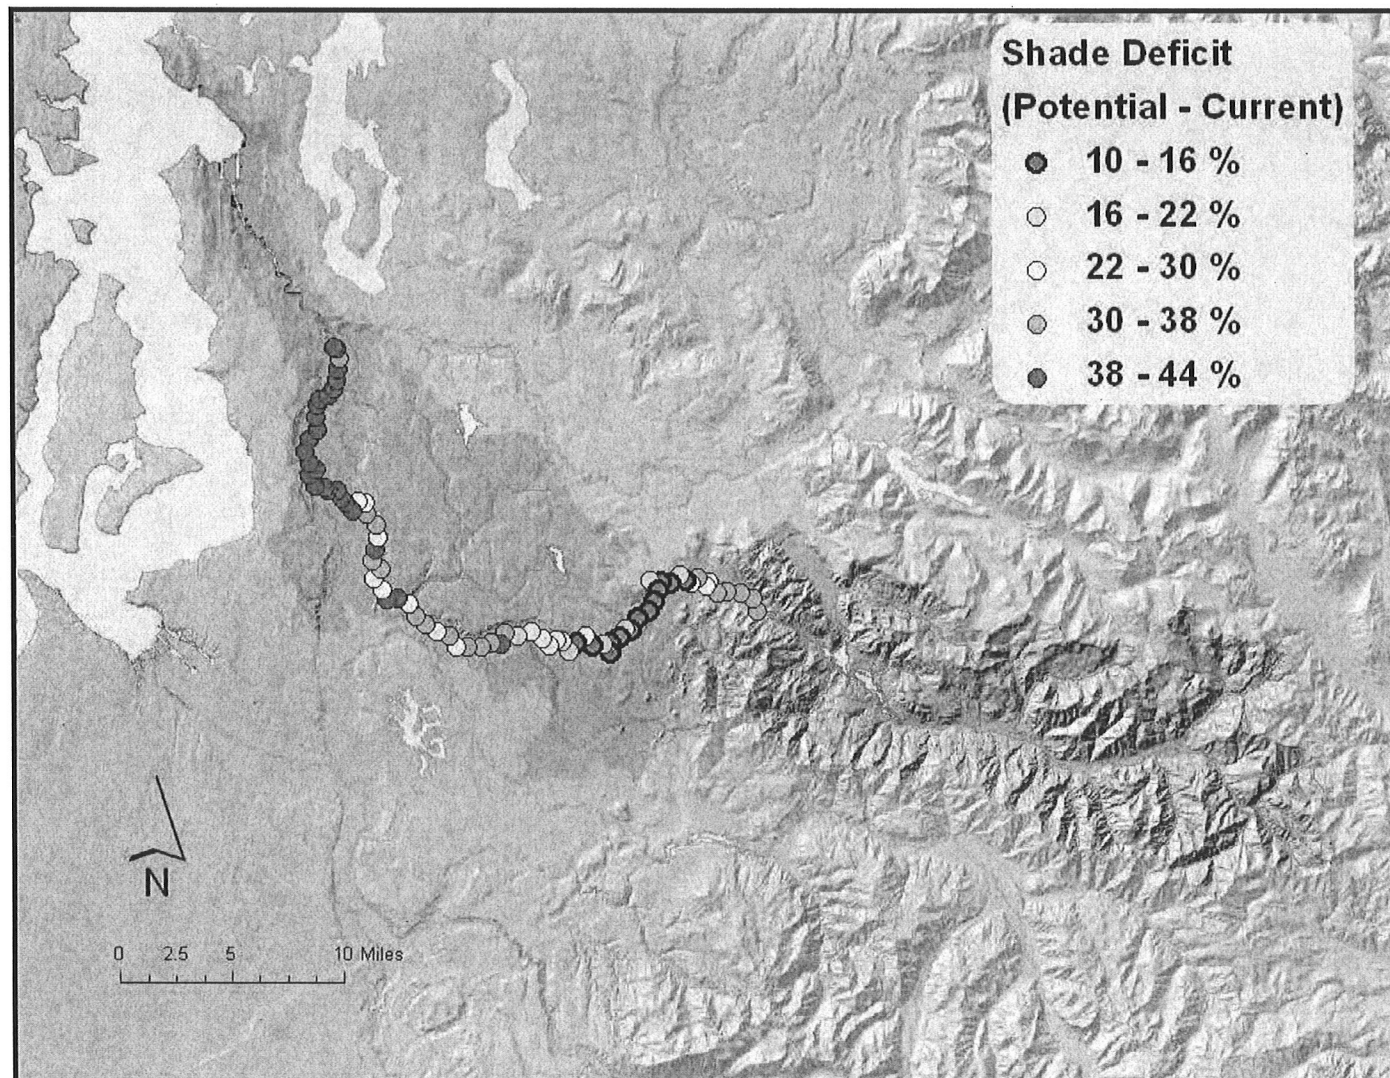 Shade Deficit
(Potential - Current)
10 - 16 %
16 - 22 %
22 - 30 %
30 - 38 %
38 - 44 %
N
0 2.5 5 10 Miles